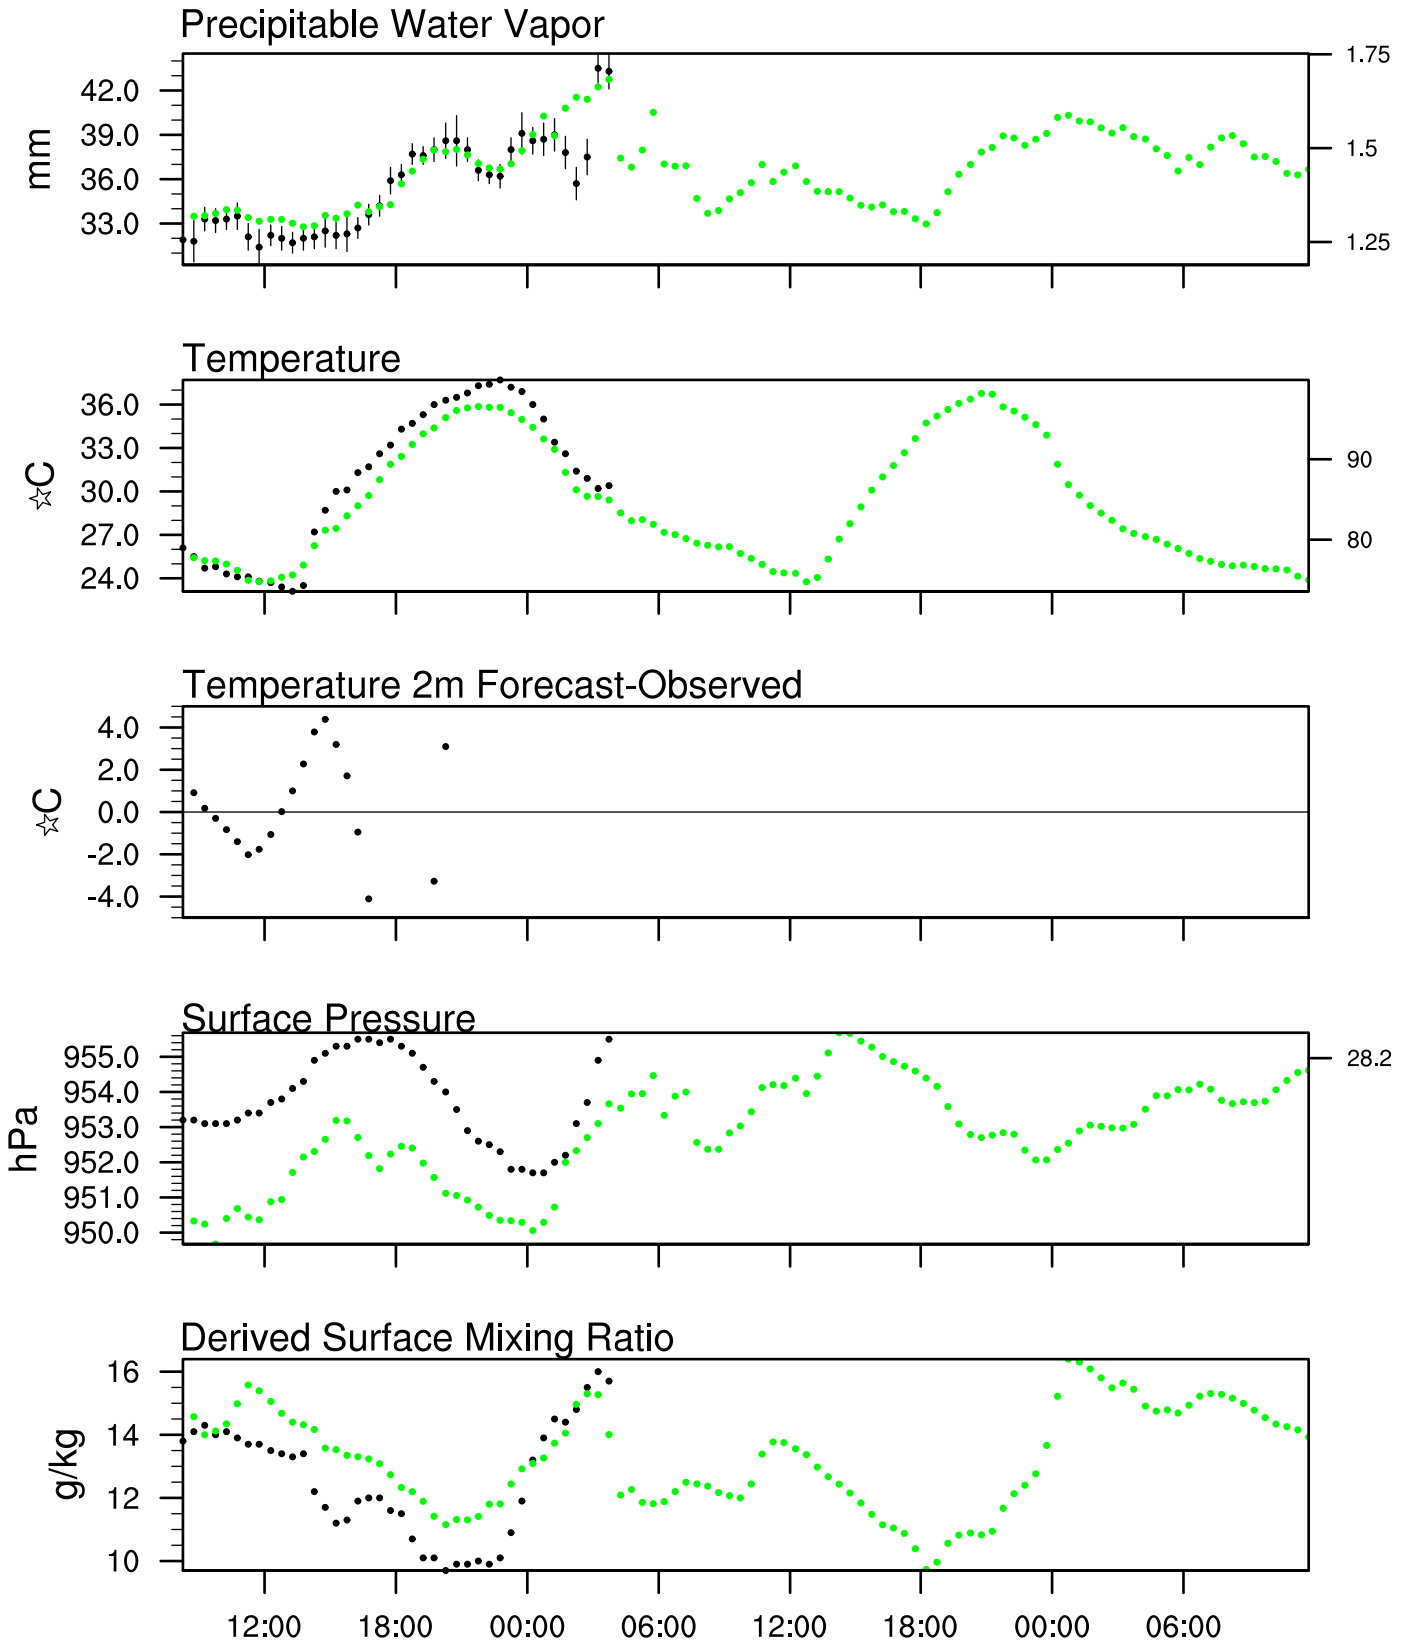 Precipitable Water Vapor
mm
42.0
39.0
36.0
33.0
1.75
1.5
1.25
Temperature
☆C
36.0
33.0
30.0
27.0
24.0
90
80
Temperature 2m Forecast-Observed
☆C
4.0
2.0
0.0
-2.0
-4.0
Surface Pressure
hPa
955.0
954.0
953.0
952.0
951.0
950.0
28.2
Derived Surface Mixing Ratio
g/kg
16
14
12
10
12:00 18:00 00:00 06:00 12:00 18:00 00:00 06:00